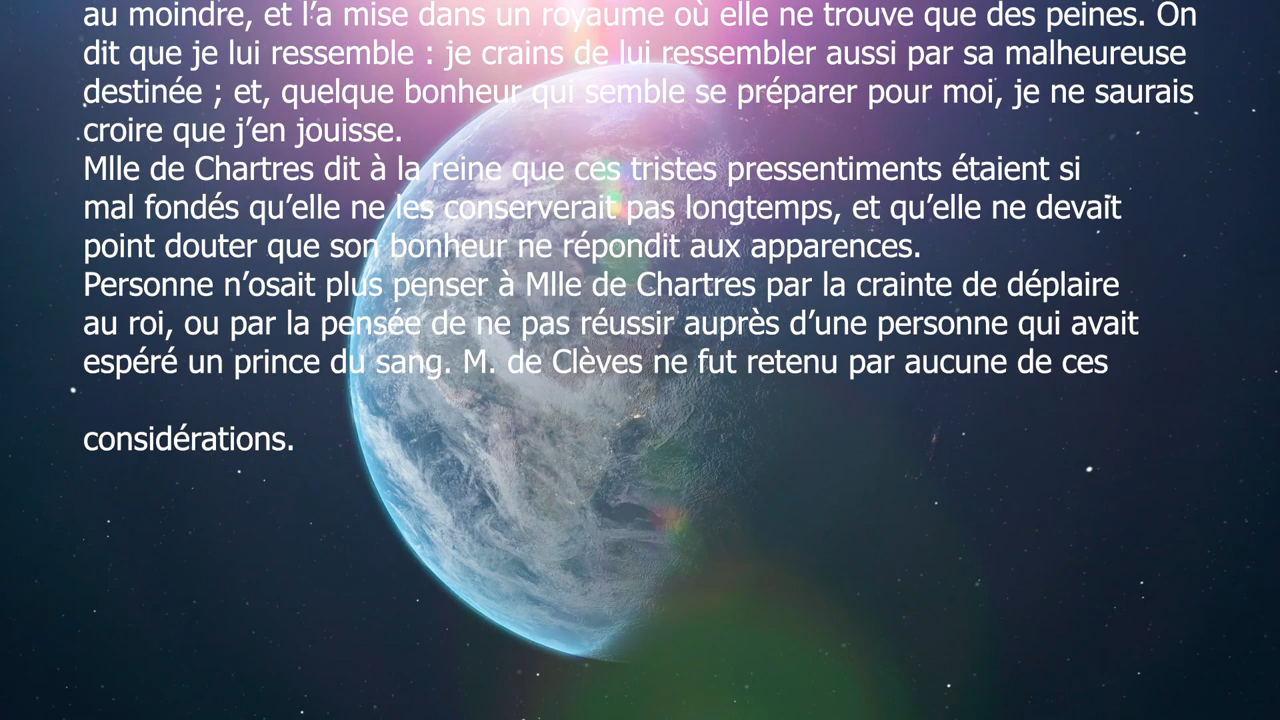 au moindre, et l’a mise dans un royaume où elle ne trouve que des peines. On
dit que je lui ressemble : je crains de lui ressembler aussi par sa malheureuse
destinée ; et, quelque bonheur qui semble se préparer pour moi, je ne saurais
croire que j’en jouisse.
Mlle de Chartres dit à la reine que ces tristes pressentiments étaient si
mal fondés qu’elle ne les conserverait pas longtemps, et qu’elle ne devait
point douter que son bonheur ne répondit aux apparences.
Personne n’osait plus penser à Mlle de Chartres par la crainte de déplaire
au roi, ou par la pensée de ne pas réussir auprès d’une personne qui avait
espéré un prince du sang. M. de Clèves ne fut retenu par aucune de ces
considérations.